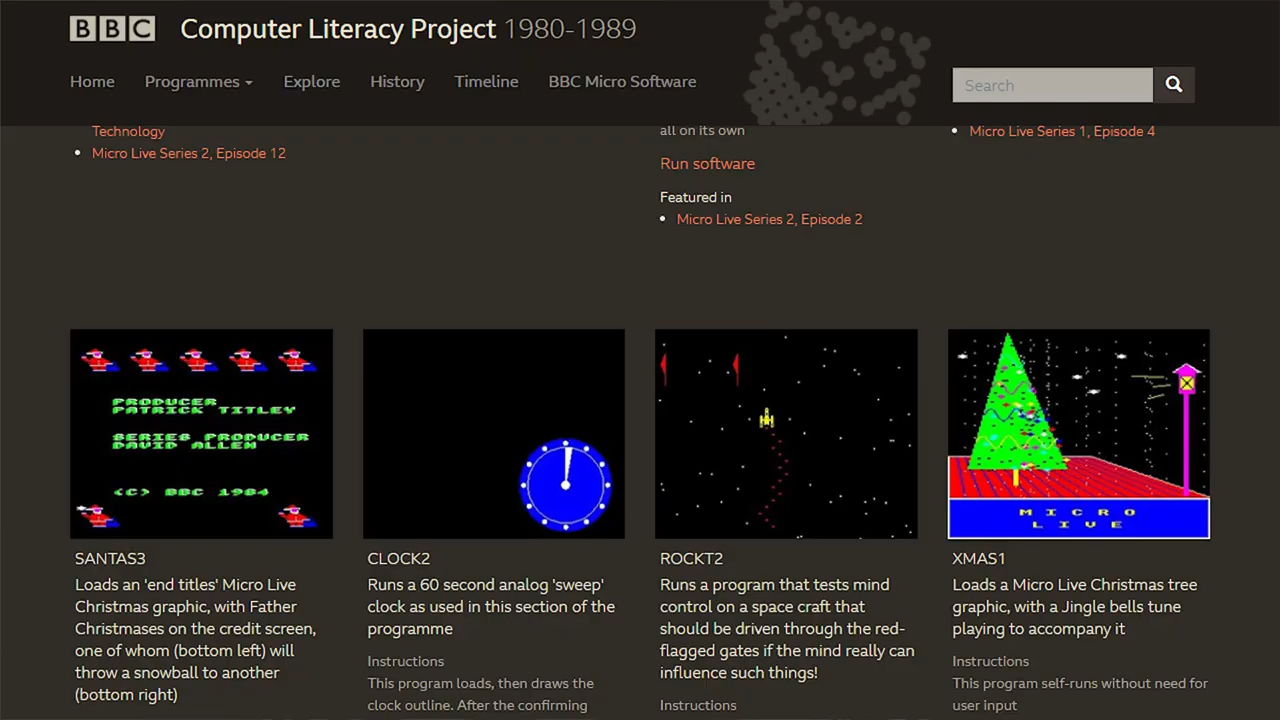 BBC Computer Literacy Project 1980-1989
Home Programmes Explore History Timeline BBC Micro Software Search
Technology
Micro Live Series 2, Episode 12
all on its own
Run software
Featured in
Micro Live Series 2, Episode 2
Micro Live Series 1, Episode 4
PRODUCER
PATRICK TITLEY
SERIES PRODUCER
DAVID ALLEN
(C) BBC 1984
SANTAS3
Loads an 'end titles' Micro Live
Christmas graphic, with Father
Christmases on the credit screen,
one of whom (bottom left) will
throw a snowball to another
(bottom right)
CLOCK2
Runs a 60 second analog 'sweep'
clock as used in this section of the
programme
Instructions
This program loads, then draws the
clock outline. After the confirming
ROCKT2
Runs a program that tests mind
control on a space craft that
should be driven through the red-
flagged gates if the mind really can
influence such things!
Instructions
MICRO
LIVE
XMAS1
Loads a Micro Live Christmas tree
graphic, with a Jingle bells tune
playing to accompany it
Instructions
This program self-runs without need for
user input